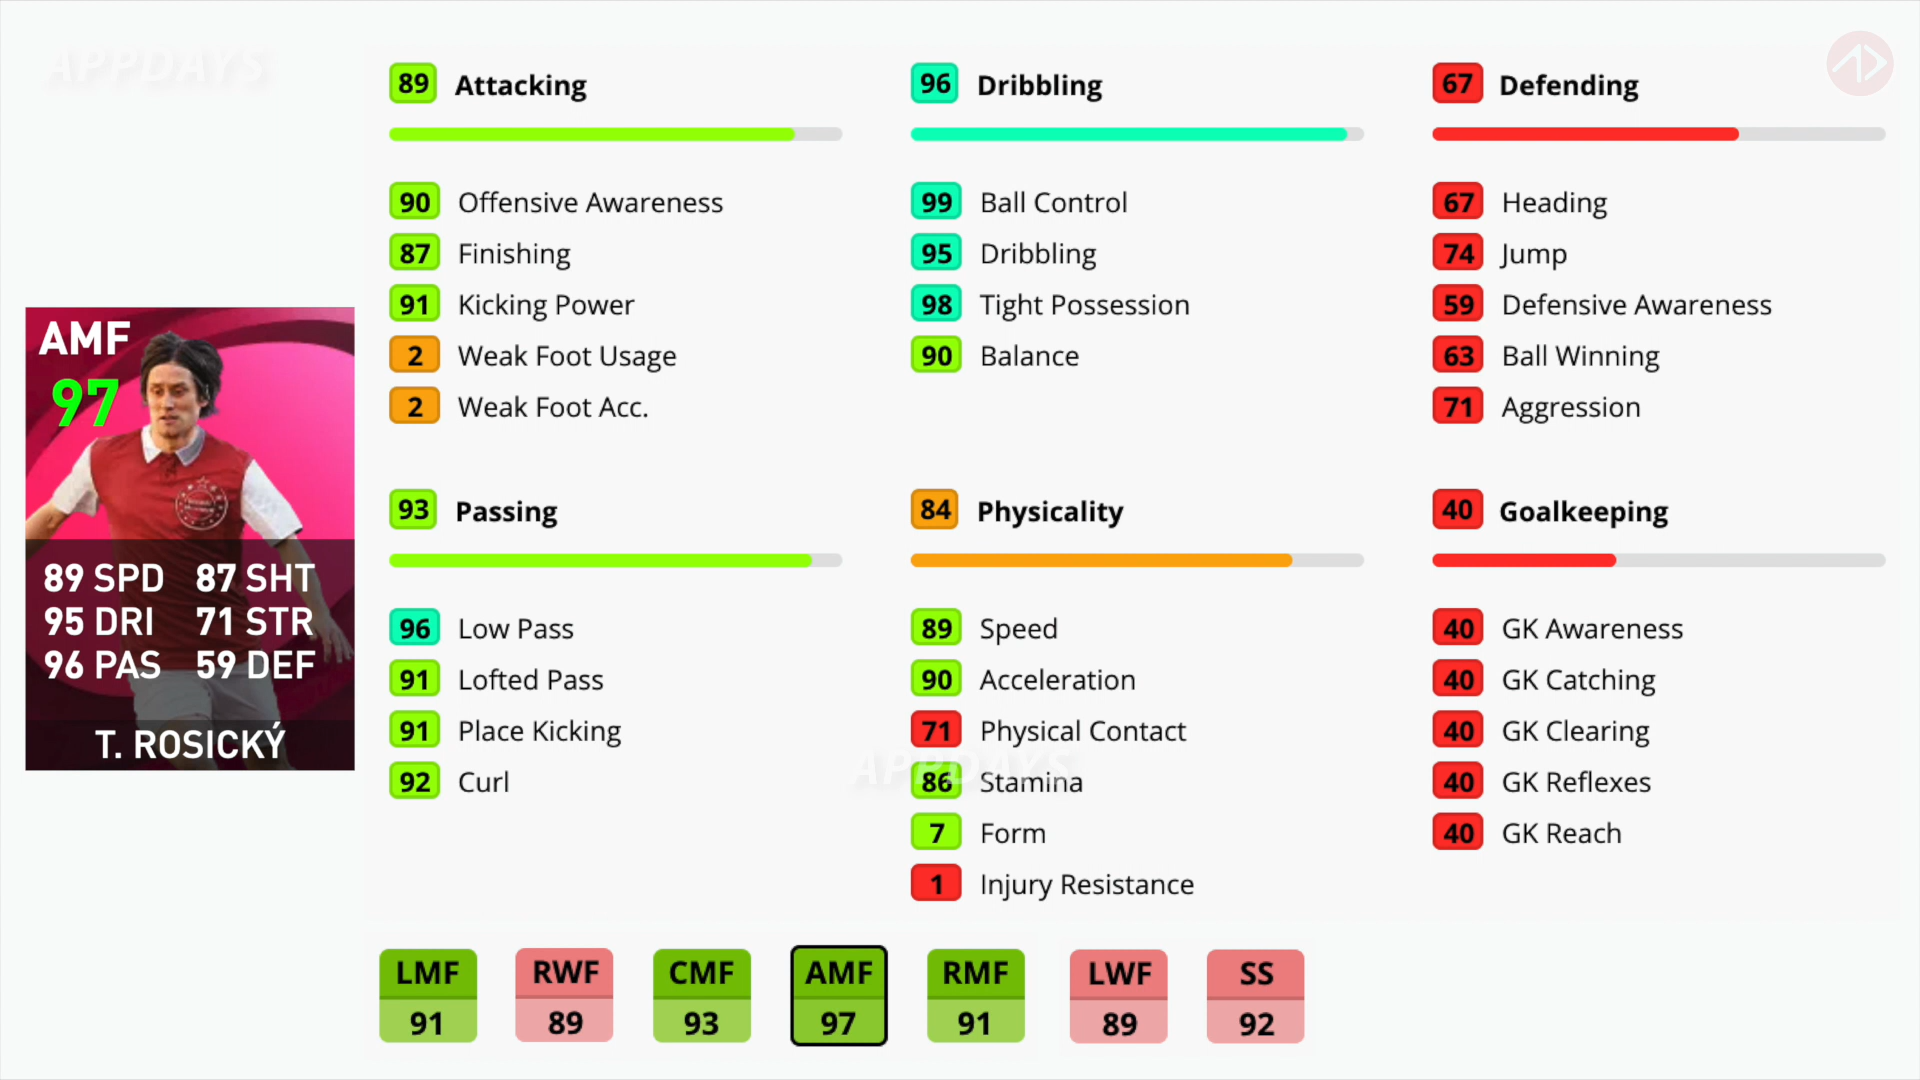 APPDAYS
AMF
97
89 SPD 87 SHT
95 DRI 71 STR
96 PAS 59 DEF
T. ROSICKÝ
89 Attacking
90 Offensive Awareness
87 Finishing
91 Kicking Power
2 Weak Foot Usage
2 Weak Foot Acc.
96 Dribbling
99 Ball Control
95 Dribbling
98 Tight Possession
90 Balance
67 Defending
67 Heading
74 Jump
59 Defensive Awareness
63 Ball Winning
71 Aggression
93 Passing
96 Low Pass
91 Lofted Pass
91 Place Kicking
92 Curl
84 Physicality
89 Speed
90 Acceleration
71 Physical Contact
APPDAYS
86 Stamina
7 Form
1 Injury Resistance
40 Goalkeeping
40 GK Awareness
40 GK Catching
40 GK Clearing
40 GK Reflexes
40 GK Reach
LMF RWF CMF AMF RMF LWF SS
91 89 93 97 91 89 92